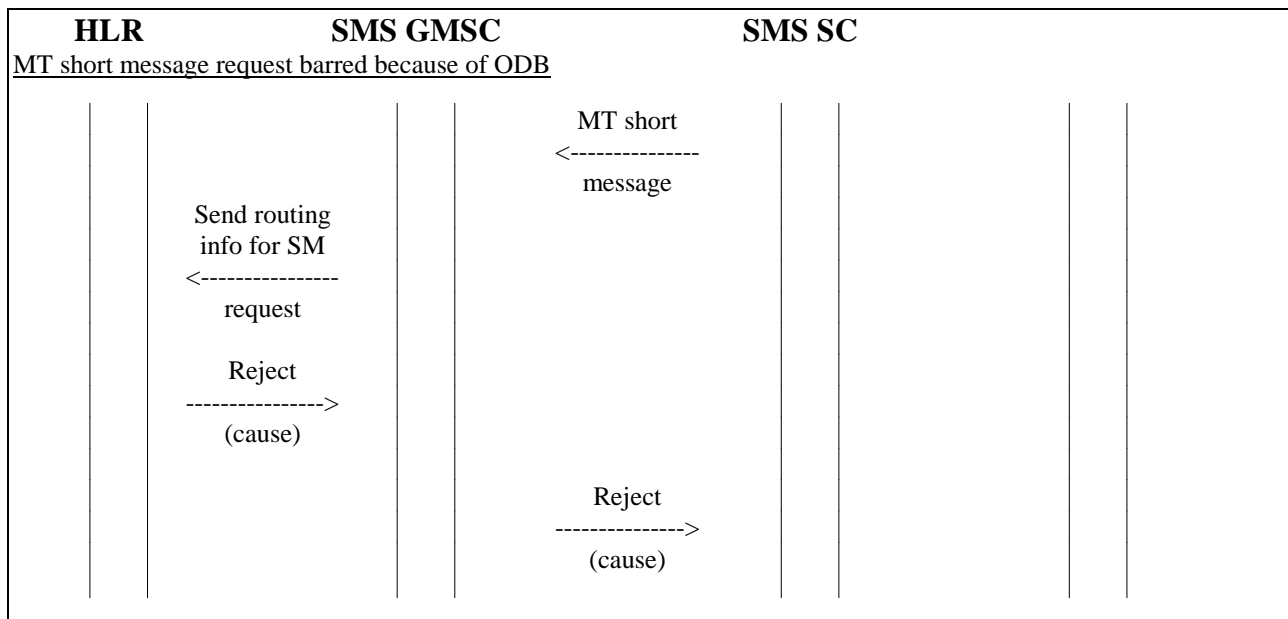 HLR SMS GMSC SMS SC
MT short message request barred because of ODB
MT short
<---------------
message
Send routing
info for SM
<----------------
request
Reject
---------------->
(cause)
Reject
--------------->
(cause)